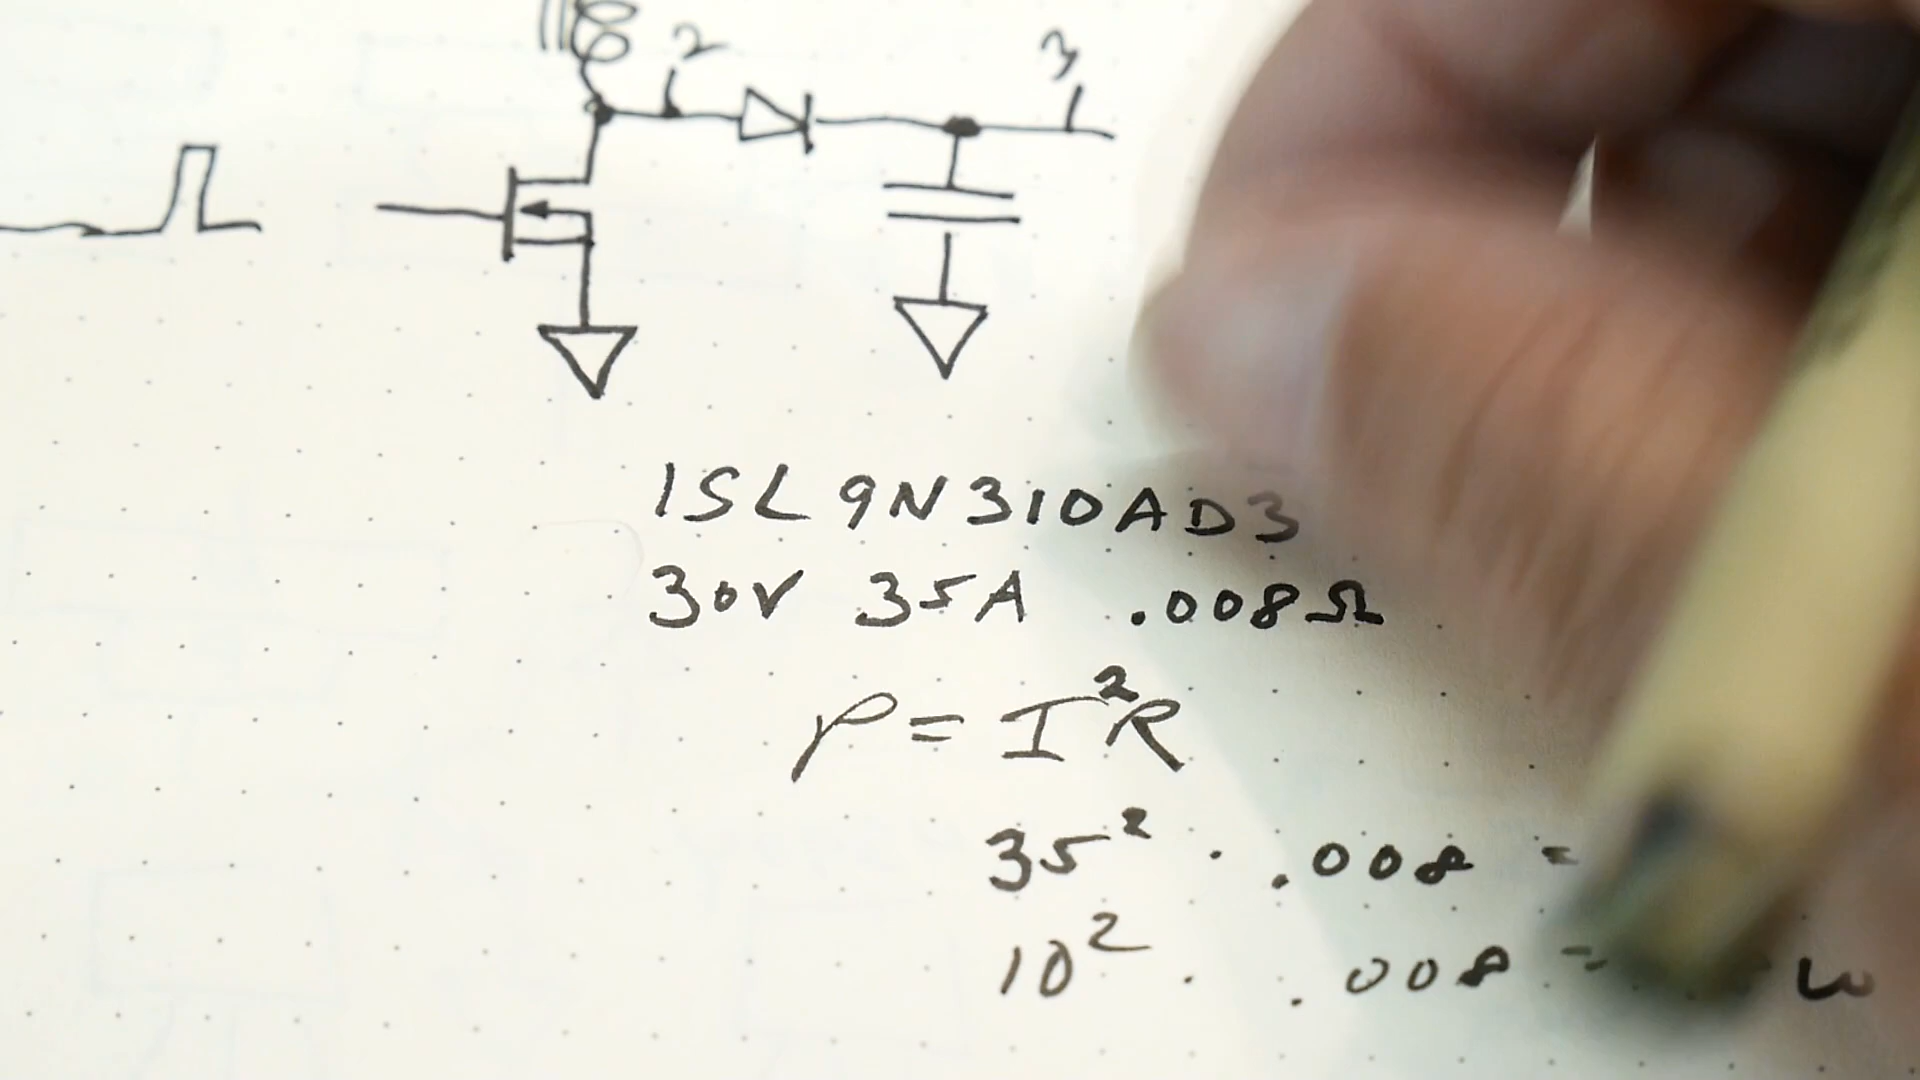 2 3
ISL9N310AD3
30V 35A .008Ω
P = I²R
35² · .008 =
10² · .008 = W